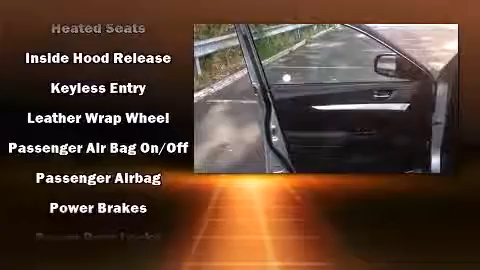 Heated Seats
Inside Hood Release
Keyless Entry
Leather Wrap Wheel
Passenger Air Bag On/Off
Passenger Airbag
Power Brakes